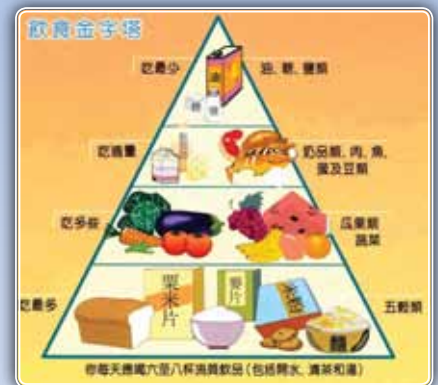 飲食金字塔
吃最少
油、糖、鹽類
油
糖
吃適量
奶品類、肉、魚、
蛋及豆類
吃多些
瓜果類
蔬菜
吃最多
粟米片
麥片
麵
五穀類
你每天應喝六至八杯流質飲品(包括開水、清茶和湯)